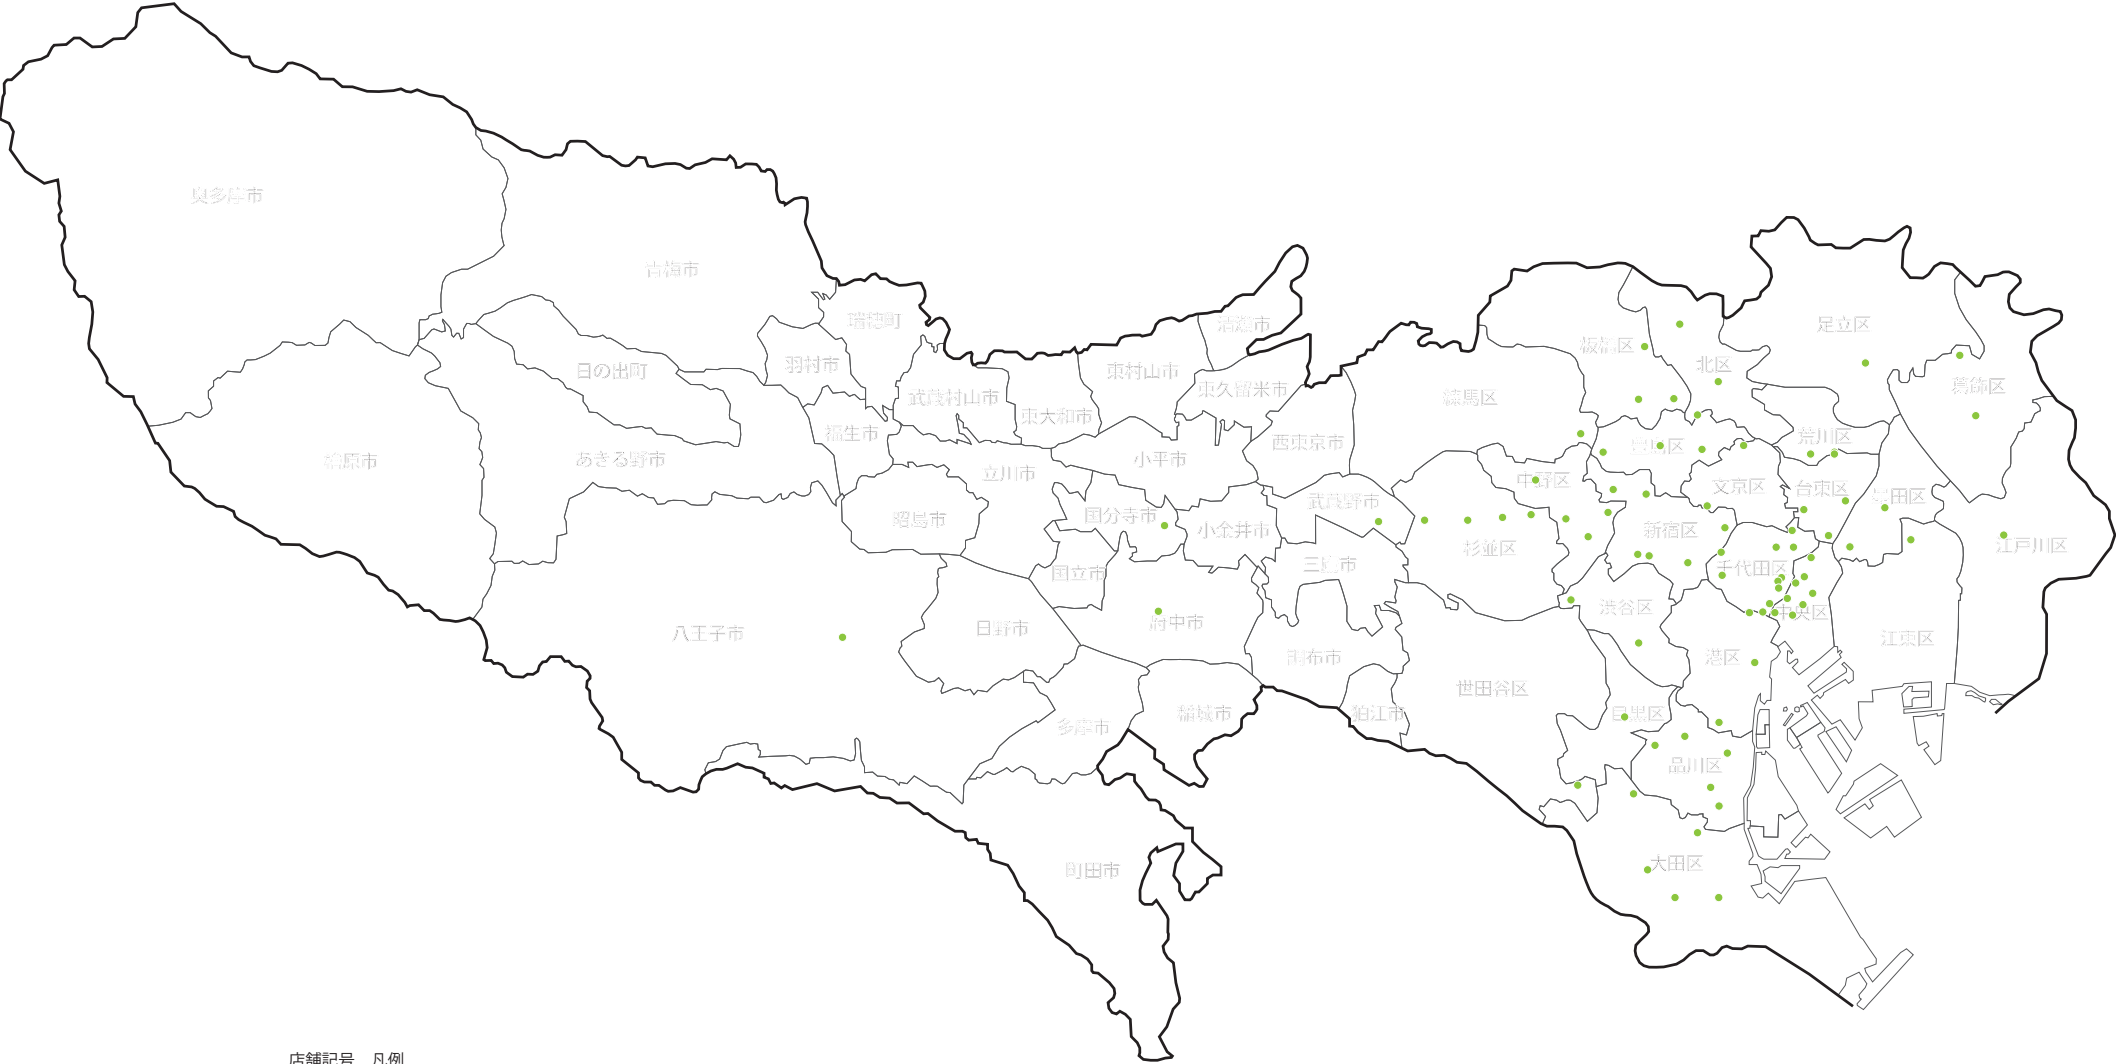 奥多摩市
青梅市
瑞穂町
清瀬市
足立区
板橋区
北区
羽村市
日の出町
東村山市
東久留米市
葛飾区
武蔵村山市
練馬区
東大和市
福生市
荒川区
西東京市
豊島区
檜原市
あきる野市
小平市
立川市
中野区
文京区
台東区
墨田区
武蔵野市
昭島市
国分寺市
小金井市
新宿区
杉並区
江戸川区
三鷹市
千代田区
国立市
渋谷区
中央区
八王子市
日野市
府中市
江東区
調布市
港区
世田谷区
稲城市
狛江市
目黒区
多摩市
品川区
大田区
町田市
店舗記号 凡例